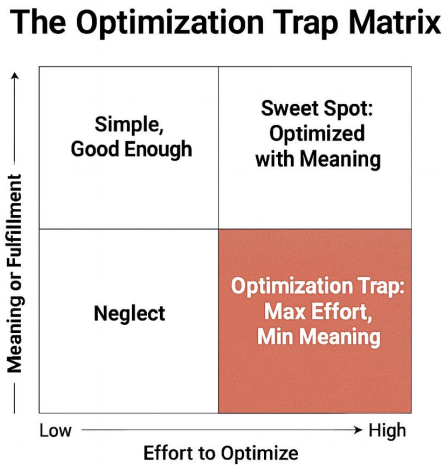 The Optimization Trap Matrix
Simple,
Good Enough
Sweet Spot:
Optimized
with Meaning
Neglect
Optimization Trap:
Max Effort,
Min Meaning
Meaning or Fulfillment
Low
High
Effort to Optimize